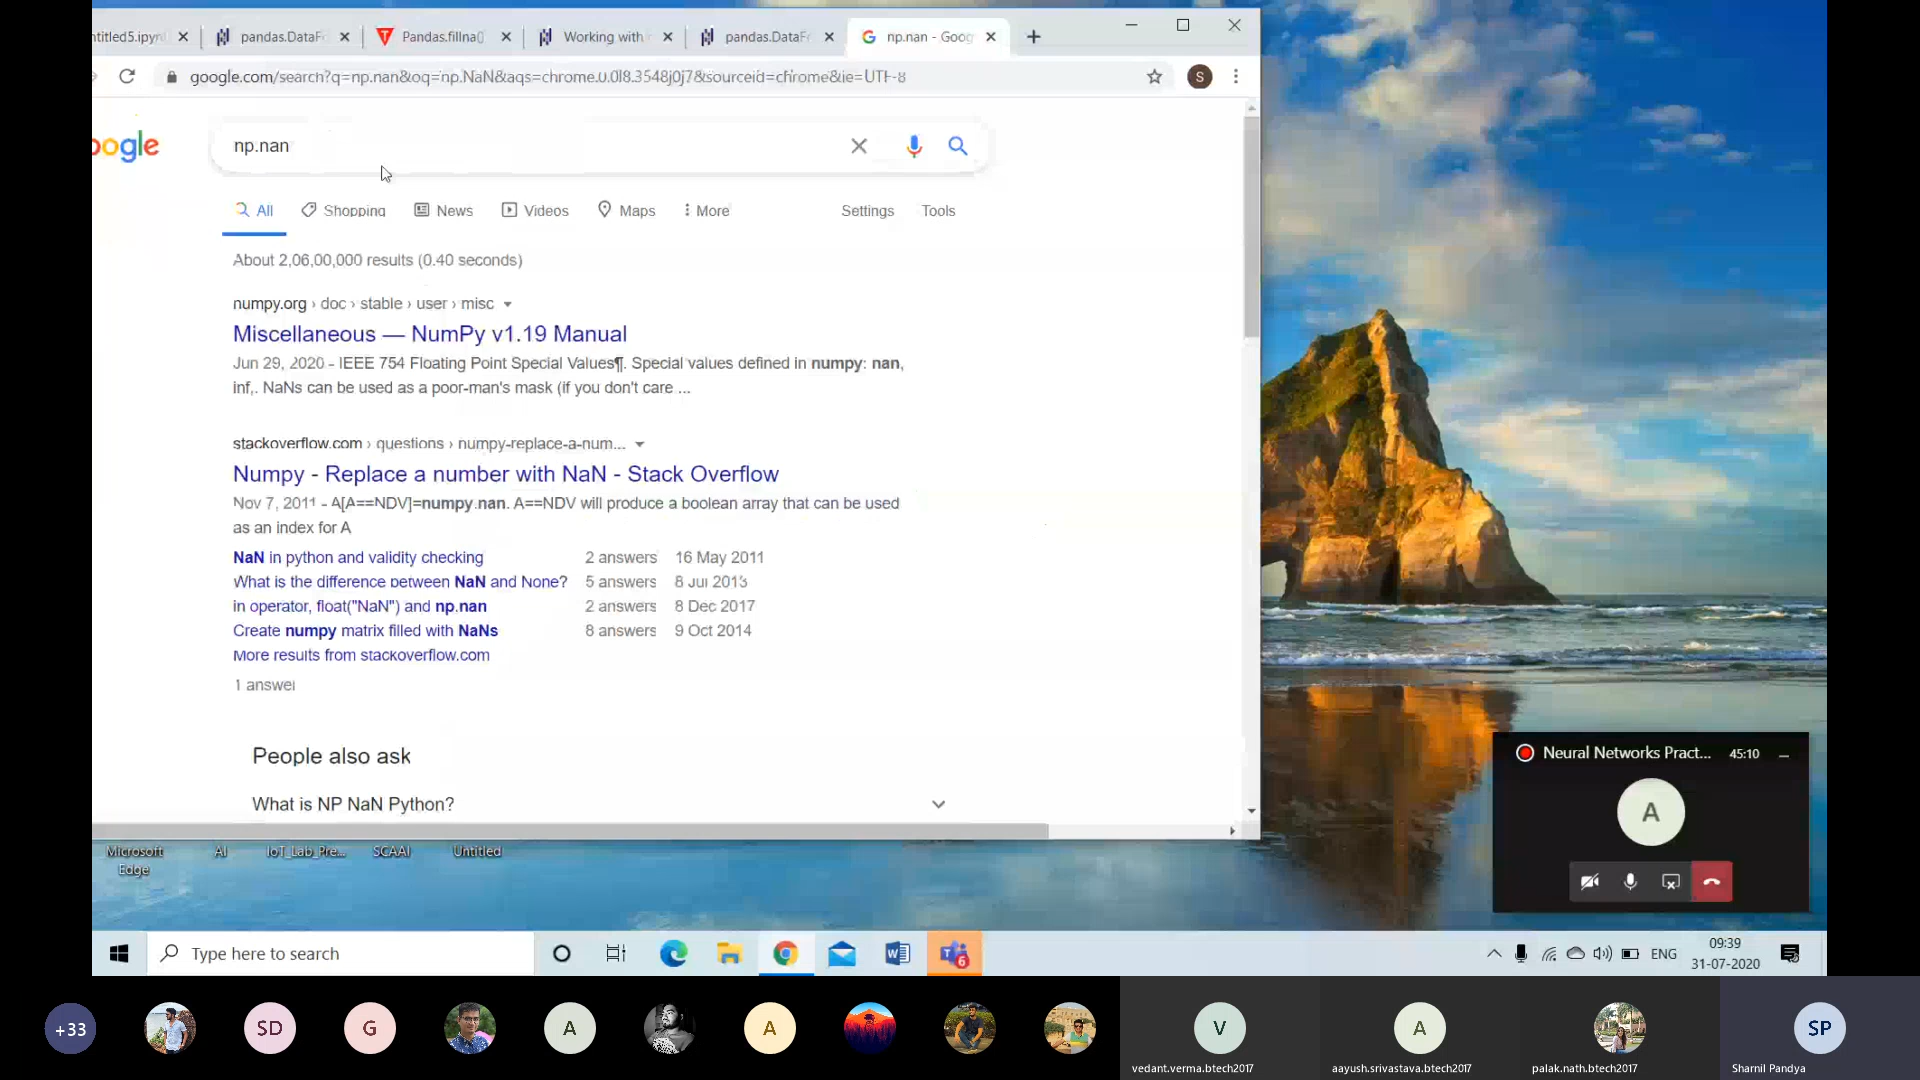 ntitled5.ipyn
pandas.DataF
Pandas.fillna()
Working with
pandas.DataF
np.nan - Goog
google.com/search?q=np.nan&oq=np.NaN&aqs=chrome.0.0l8.3548j0j7&sourceid=chrome&ie=UTF-8
S
oogle
np.nan
All
Shopping
News
Videos
Maps
More
Settings
Tools
About 2,06,00,000 results (0.40 seconds)
numpy.org › doc › stable › user › misc
Miscellaneous — NumPy v1.19 Manual
Jun 29, 2020 - IEEE 754 Floating Point Special Values¶. Special values defined in numpy: nan,
inf,. NaNs can be used as a poor-man's mask (if you don't care ...
stackoverflow.com › questions › numpy-replace-a-num...
Numpy - Replace a number with NaN - Stack Overflow
Nov 7, 2011 - A[A==NDV]=numpy.nan. A==NDV will produce a boolean array that can be used
as an index for A
NaN in python and validity checking 2 answers 16 May 2011
What is the difference between NaN and None? 5 answers 8 Jul 2013
in operator, float("NaN") and np.nan 2 answers 8 Dec 2017
Create numpy matrix filled with NaNs 8 answers 9 Oct 2014
More results from stackoverflow.com
1 answer
People also ask
What is NP NaN Python?
Neural Networks Pract... 45:10
A
Microsoft
Edge
AI
IoT_Lab_Pre...
SCAAI
Untitled
Type here to search
ENG
09:39
31-07-2020
+33
SD
G
A
A
V
A
SP
vedant.verma.btech2017
aayush.srivastava.btech2017
palak.nath.btech2017
Sharnil Pandya